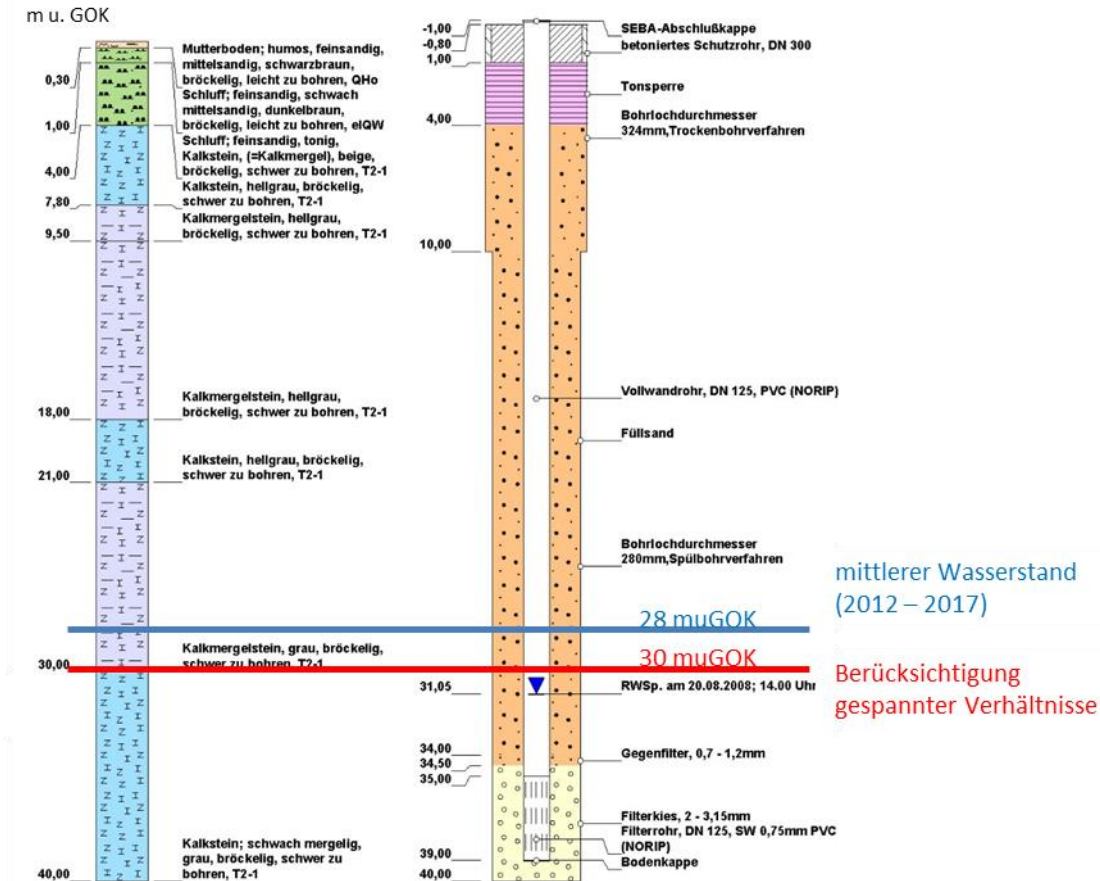 m u. GOK
0,30
1,00
4,00
7,80
9,50
18,00
21,00
30,00
40,00
Mutterboden; humos, feinsandig,
mittelsandig, schwarzbraun,
bröckelig, leicht zu bohren, QHo
Schluff; feinsandig, schwach
mittelsandig, dunkelbraun,
bröckelig, leicht zu bohren, elQW
Schluff; feinsandig, tonig,
Kalkstein, (=Kalkmergel), beige,
bröckelig, schwer zu bohren, T2-1
Kalkstein, hellgrau, bröckelig,
schwer zu bohren, T2-1
Kalkmergelstein, hellgrau,
bröckelig, schwer zu bohren, T2-1
Kalkmergelstein, hellgrau,
bröckelig, schwer zu bohren, T2-1
Kalkstein, hellgrau, bröckelig,
schwer zu bohren, T2-1
Kalkmergelstein, grau, bröckelig,
schwer zu bohren, T2-1
Kalkstein; schwach mergelig,
grau, bröckelig, schwer zu
bohren, T2-1
-1,00
-0,80
1,00
4,00
10,00
31,05
34,00
34,50
35,00
39,00
40,00
SEBA-Abschlußkappe
betoniertes Schutzrohr, DN 300
Tonsperre
Bohrlochdurchmesser
324mm,Trockenbohrverfahren
Vollwandrohr, DN 125, PVC (NORIP)
Füllsand
Bohrlochdurchmesser
280mm,Spülbohrverfahren
28 muGOK
30 muGOK
RWSp. am 20.08.2008; 14.00 Uhr
Gegenfilter, 0,7 - 1,2mm
Filterkies, 2 - 3,15mm
Filterrohr, DN 125, SW 0,75mm PVC
(NORIP)
Bodenkappe
mittlerer Wasserstand
(2012 – 2017)
Berücksichtigung
gespannter Verhältnisse